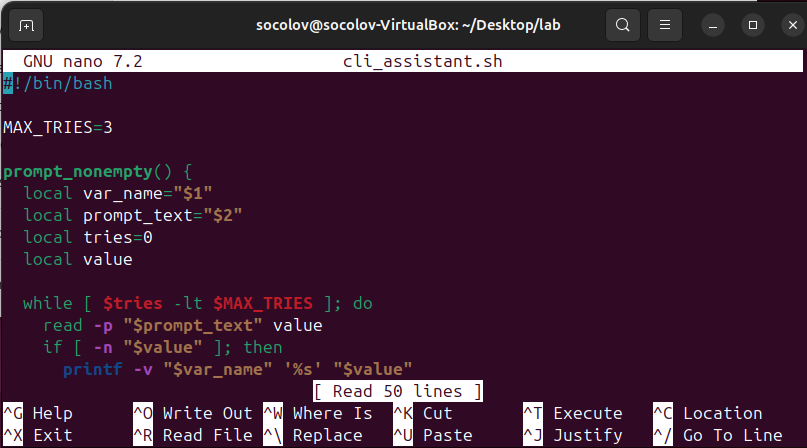 socolov@socolov-VirtualBox: ~/Desktop/lab
GNU nano 7.2 cli_assistant.sh
#!/bin/bash
MAX_TRIES=3
prompt_nonempty() {
local var_name="$1"
local prompt_text="$2"
local tries=0
local value
while [ $tries -lt $MAX_TRIES ]; do
read -p "$prompt_text" value
if [ -n "$value" ]; then
printf -v "$var_name" '%s' "$value"
[ Read 50 lines ]
^G Help ^O Write Out ^W Where Is ^K Cut ^T Execute ^C Location
^X Exit ^R Read File ^\ Replace ^U Paste ^J Justify ^/ Go To Line